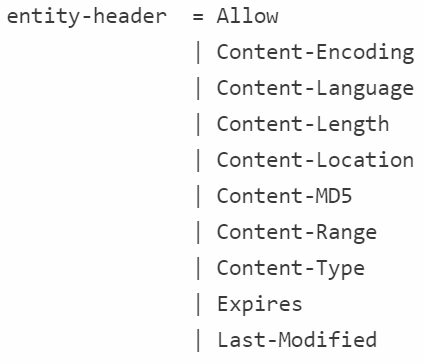 entity-header  = Allow
| Content-Encoding
| Content-Language
| Content-Length
| Content-Location
| Content-MD5
| Content-Range
| Content-Type
| Expires
| Last-Modified